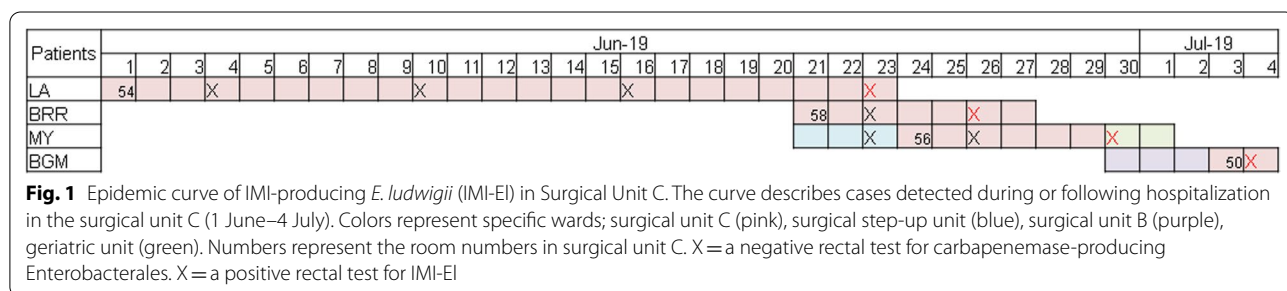 Patients Jun-19 Jul-19
1 2 3 4 5 6 7 8 9 10 11 12 13 14 15 16 17 18 19 20 21 22 23 24 25 26 27 28 29 30 1 2 3 4
LA 54 X X X X
BRR 58 X X
MY X 56 X X
BGM 50 X
Fig. 1 Epidemic curve of IMI-producing E. ludwigii (IMI-El) in Surgical Unit C. The curve describes cases detected during or following hospitalization
in the surgical unit C (1 June–4 July). Colors represent specific wards; surgical unit C (pink), surgical step-up unit (blue), surgical unit B (purple),
geriatric unit (green). Numbers represent the room numbers in surgical unit C. X = a negative rectal test for carbapenemase-producing
Enterobacterales. X = a positive rectal test for IMI-El